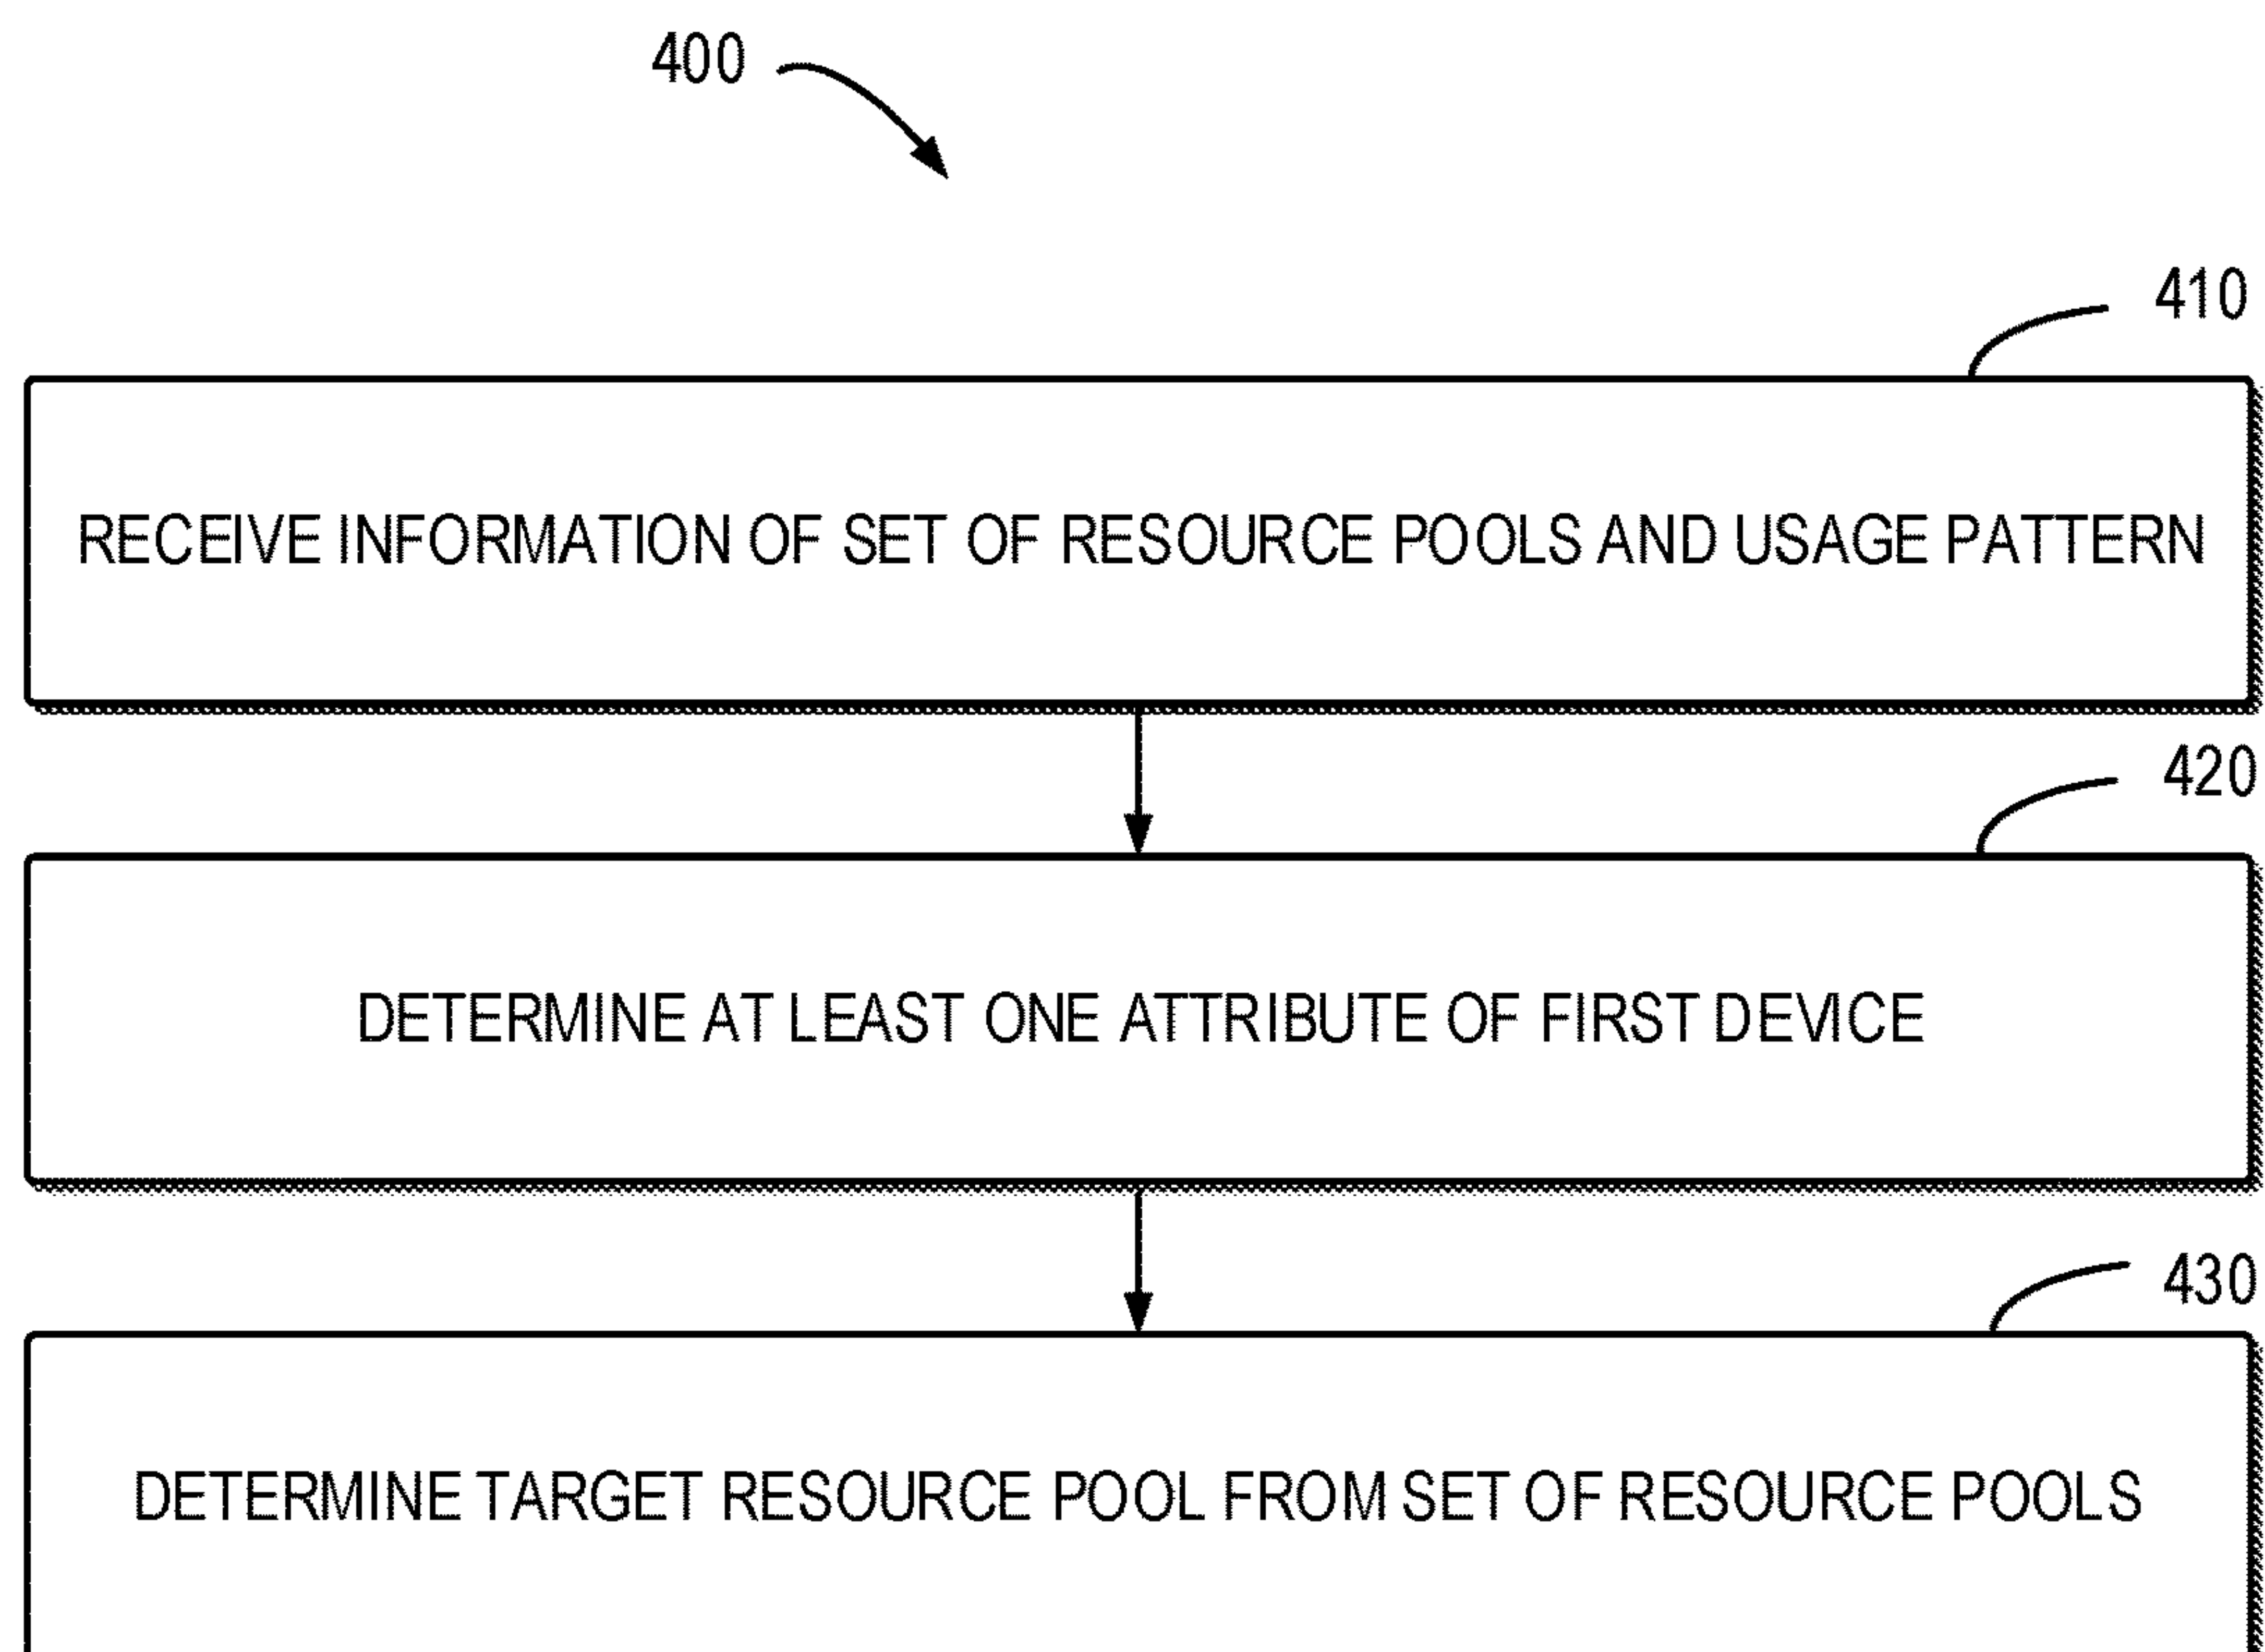 400
410
RECEIVE INFORMATION OF SET OF RESOURCE POOLS AND USAGE PATTERN
420
DETERMINE AT LEAST ONE ATTRIBUTE OF FIRST DEVICE
430
DETERMINE TARGET RESOURCE POOL FROM SET OF RESOURCE POOLS